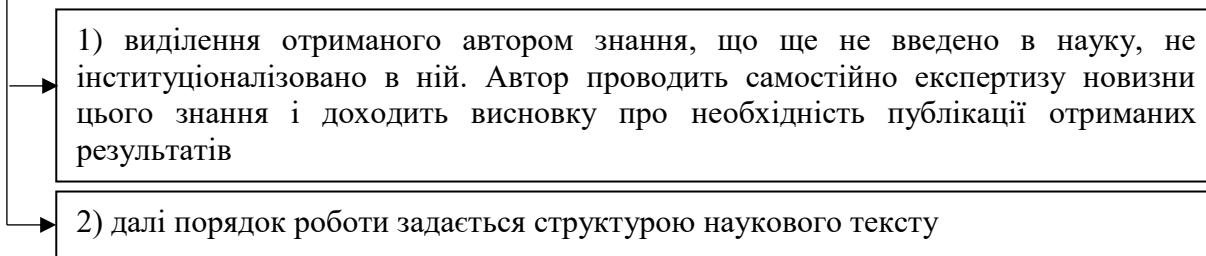 1) виділення отриманого автором знання, що ще не введено в науку, не
інституціоналізовано в ній. Автор проводить самостійно експертизу новизни
цього знання і доходить висновку про необхідність публікації отриманих
результатів
2) далі порядок роботи задається структурою наукового тексту